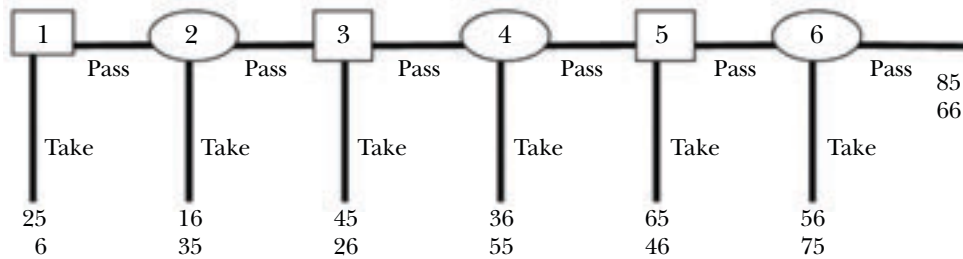 1 2 3 4 5 6
Pass Pass Pass Pass Pass Pass
85
66
Take Take Take Take Take Take
25 16 45 36 65 56
6 35 26 55 46 75